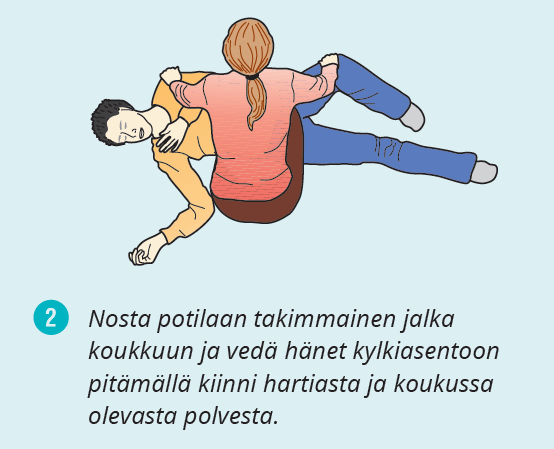 2 Nosta potilaan takimmainen jalka
koukkuun ja vedä hänet kylkiasentoon
pitämällä kiinni hartiasta ja koukussa
olevasta polvesta.